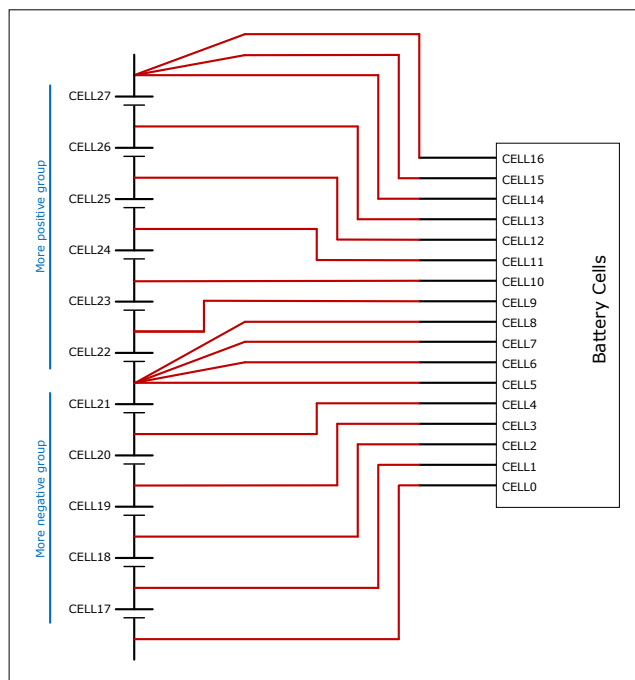 CELL27
CELL26
CELL25
CELL24
CELL23
CELL22
More positive group
CELL21
CELL20
CELL19
CELL18
CELL17
More negative group
CELL16
CELL15
CELL14
CELL13
CELL12
CELL11
CELL10
CELL9
CELL8
CELL7
CELL6
CELL5
CELL4
CELL3
CELL2
CELL1
CELL0
Battery Cells